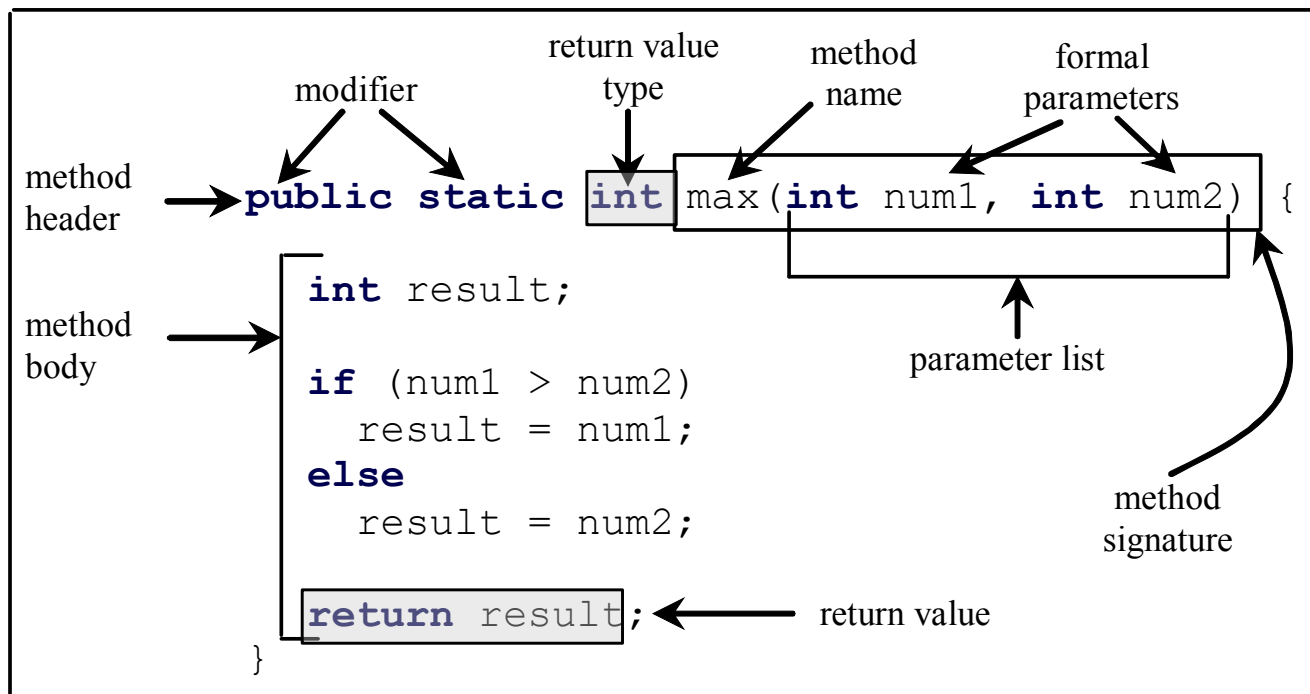 return value
type
method
name
formal
parameters
modifier
method
header
public static int max(int num1, int num2) {
int result;
method
body
parameter list
if (num1 > num2)
result = num1;
else
result = num2;
method
signature
return result;
return value
}